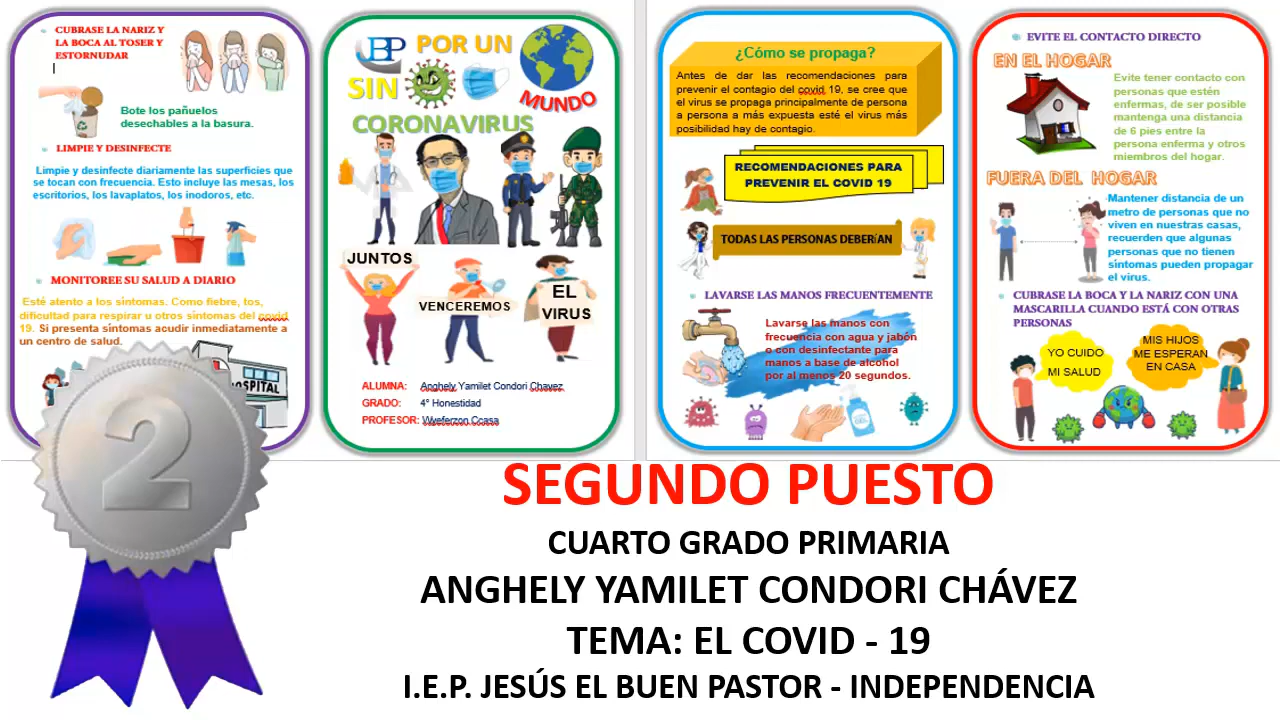 CUBRASE LA NARIZ Y
LA BOCA AL TOSER Y
ESTORNUDAR
Bote los pañuelos
desechables a la basura.
LIMPIE Y DESINFECTE
Limpie y desinfecte diariamente las superficies que
se tocan con frecuencia. Esto incluye las mesas, los
escritorios, los lavaplatos, los inodoros, etc.
MONITOREE SU SALUD A DIARIO
Esté atento a los síntomas. Como fiebre, tos,
dificultad para respirar u otros síntomas del covid
19. Si presenta síntomas acudir inmediatamente a
un centro de salud.
HOSPITAL
2
JBP POR UN
SIN MUNDO
CORONAVIRUS
JUNTOS
VENCEREMOS
EL
VIRUS
ALUMNA: Anghely Yamilet Condori Chavez
GRADO: 4° Honestidad
PROFESOR: Wweferzon Ccasa
¿Cómo se propaga?
Antes de dar las recomendaciones para
prevenir el contagio del covid 19, se cree que
el virus se propaga principalmente de persona
a persona a más expuesta esté el virus más
posibilidad hay de contagio.
RECOMENDACIONES PARA
PREVENIR EL COVID 19
TODAS LAS PERSONAS DEBERÍAN
LAVARSE LAS MANOS FRECUENTEMENTE
Lavarse las manos con
frecuencia con agua y jabón
o con desinfectante para
manos a base de alcohol
por al menos 20 segundos.
GEL
EVITE EL CONTACTO DIRECTO
EN EL HOGAR
Evite tener contacto con
personas que estén
enfermas, de ser posible
mantenga una distancia
de 6 pies entre la
persona enferma y otros
miembros del hogar.
FUERA DEL HOGAR
Mantener distancia de un
metro de personas que no
viven en nuestras casas,
recuerden que algunas
personas que no tienen
síntomas pueden propagar
el virus.
CUBRASE LA BOCA Y LA NARIZ CON UNA
MASCARILLA CUANDO ESTÁ CON OTRAS
PERSONAS
YO CUIDO
MI SALUD
MIS HIJOS
ME ESPERAN
EN CASA
SEGUNDO PUESTO
CUARTO GRADO PRIMARIA
ANGHELY YAMILET CONDORI CHÁVEZ
TEMA: EL COVID - 19
I.E.P. JESÚS EL BUEN PASTOR - INDEPENDENCIA